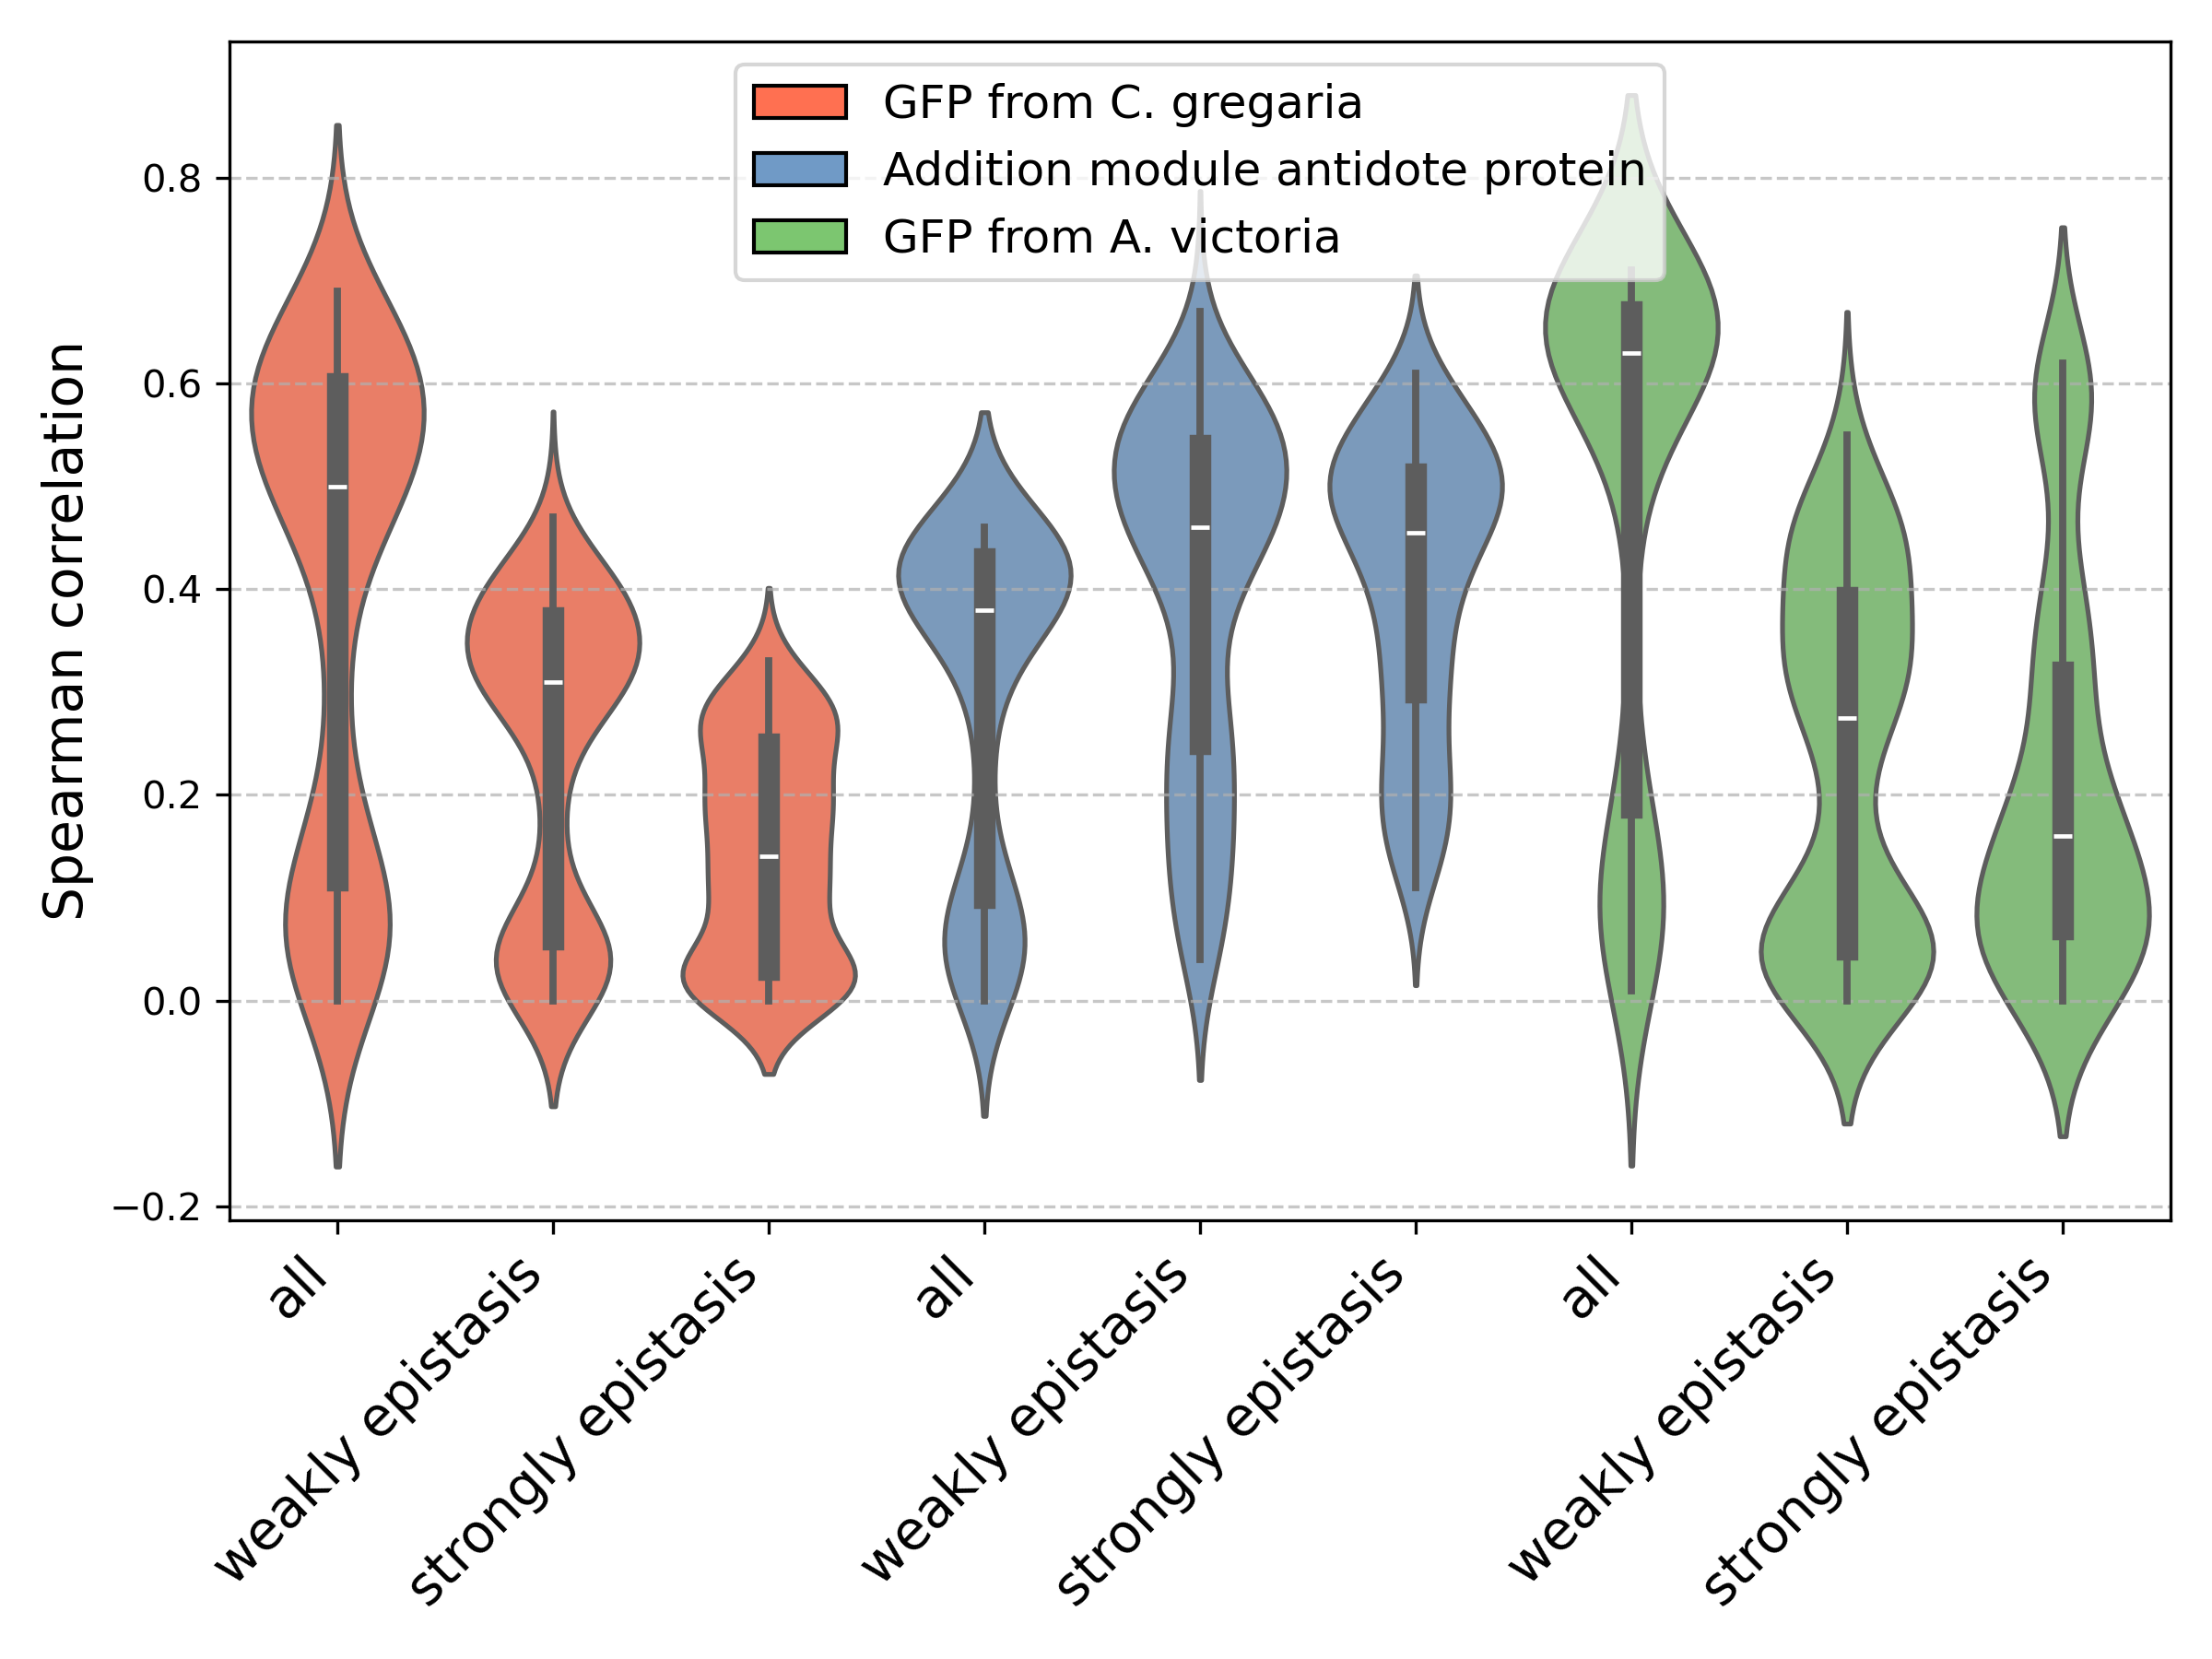 GFP from C. gregaria
Addition module antidote protein
GFP from A. victoria
Spearman correlation
0.8
0.6
0.4
0.2
0.0
−0.2
all
weakly epistasis
strongly epistasis
all
weakly epistasis
strongly epistasis
all
weakly epistasis
strongly epistasis